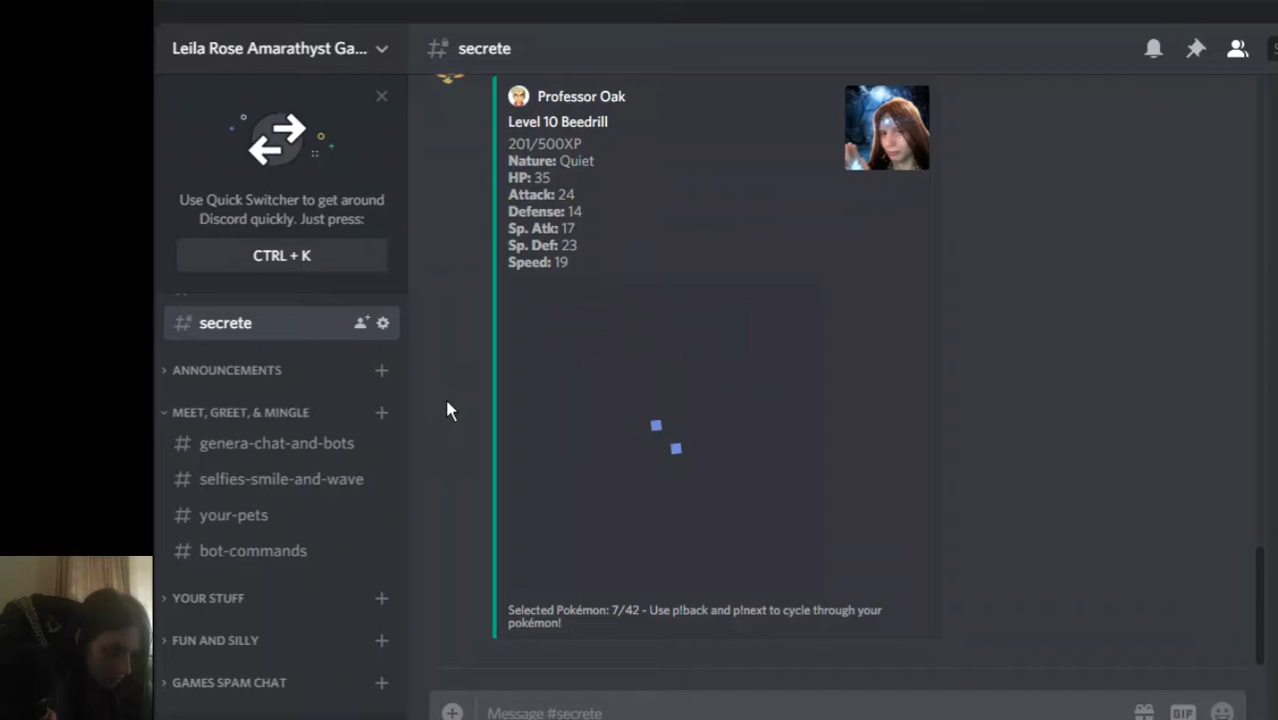 Leila Rose Amarathyst Ga...
secrete
Use Quick Switcher to get around
Discord quickly. Just press:
CTRL + K
secrete
ANNOUNCEMENTS
MEET, GREET, & MINGLE
genera-chat-and-bots
selfies-smile-and-wave
your-pets
bot-commands
YOUR STUFF
FUN AND SILLY
GAMES SPAM CHAT
Professor Oak
Level 10 Beedrill
201/500XP
Nature: Quiet
HP: 35
Attack: 24
Defense: 14
Sp. Atk: 17
Sp. Def: 23
Speed: 19
Selected Pokémon: 7/42 - Use p!back and p!next to cycle through your
pokémon!
Message #secrete
GIF